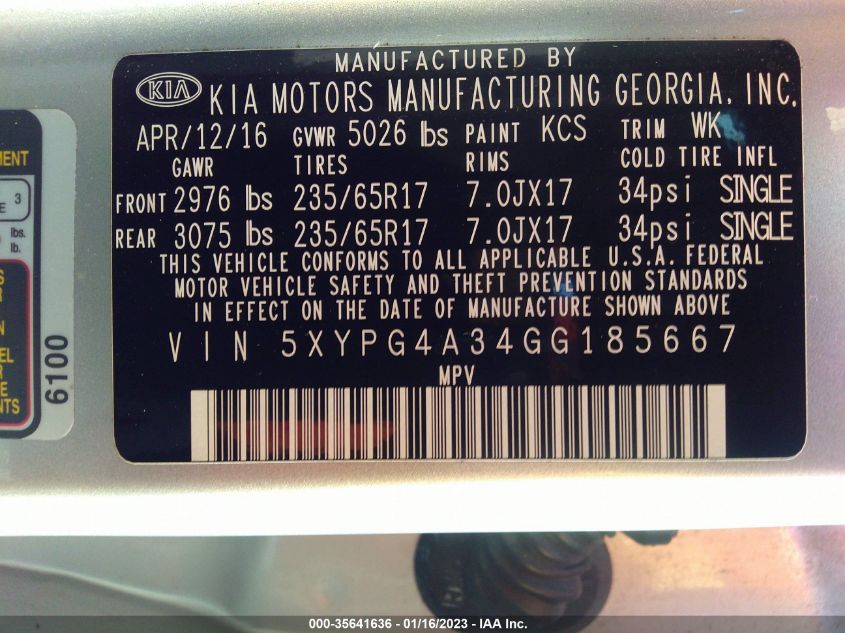 MANUFACTURED BY
KIA KIA MOTORS MANUFACTURING GEORGIA, INC.
APR/12/16 GVWR 5026 lbs PAINT KCS TRIM WK
GAWR TIRES RIMS COLD TIRE INFL
FRONT 2976 lbs 235/65R17 7.0JX17 34psi SINGLE
REAR 3075 lbs 235/65R17 7.0JX17 34psi SINGLE
THIS VEHICLE CONFORMS TO ALL APPLICABLE U.S.A. FEDERAL
MOTOR VEHICLE SAFETY AND THEFT PREVENTION STANDARDS
IN EFFECT ON THE DATE OF MANUFACTURE SHOWN ABOVE
VIN 5XYPG4A34GG185667
MPV
MENT
3
lbs.
lb.
6100
000-35641636 - 01/16/2023 - IAA Inc.